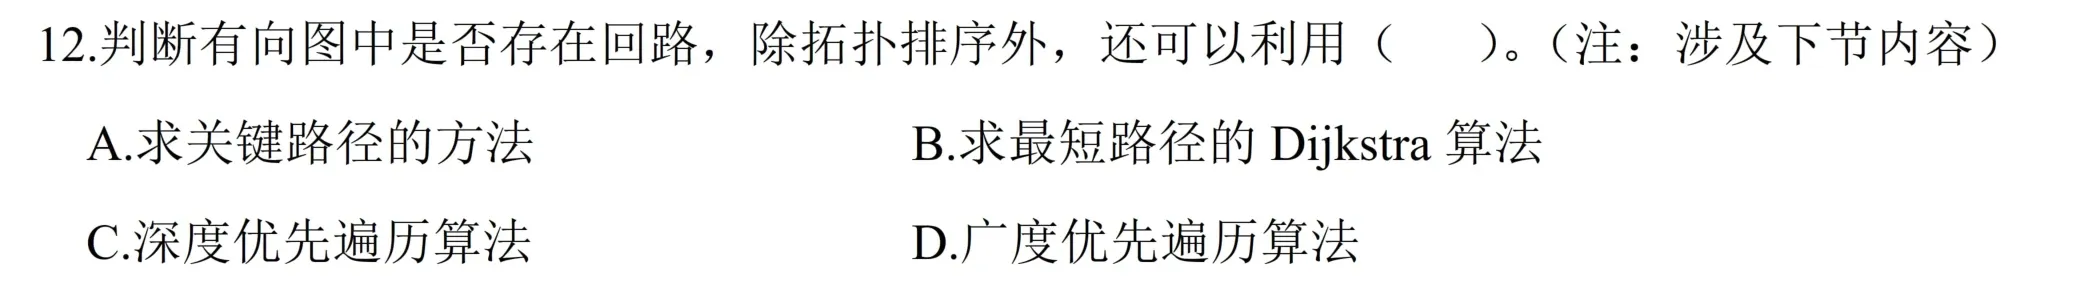 12.判断有向图中是否存在回路，除拓扑排序外，还可以利用（　　）。（注：涉及下节内容）
A.求关键路径的方法　　B.求最短路径的 Dijkstra 算法
C.深度优先遍历算法　　D.广度优先遍历算法